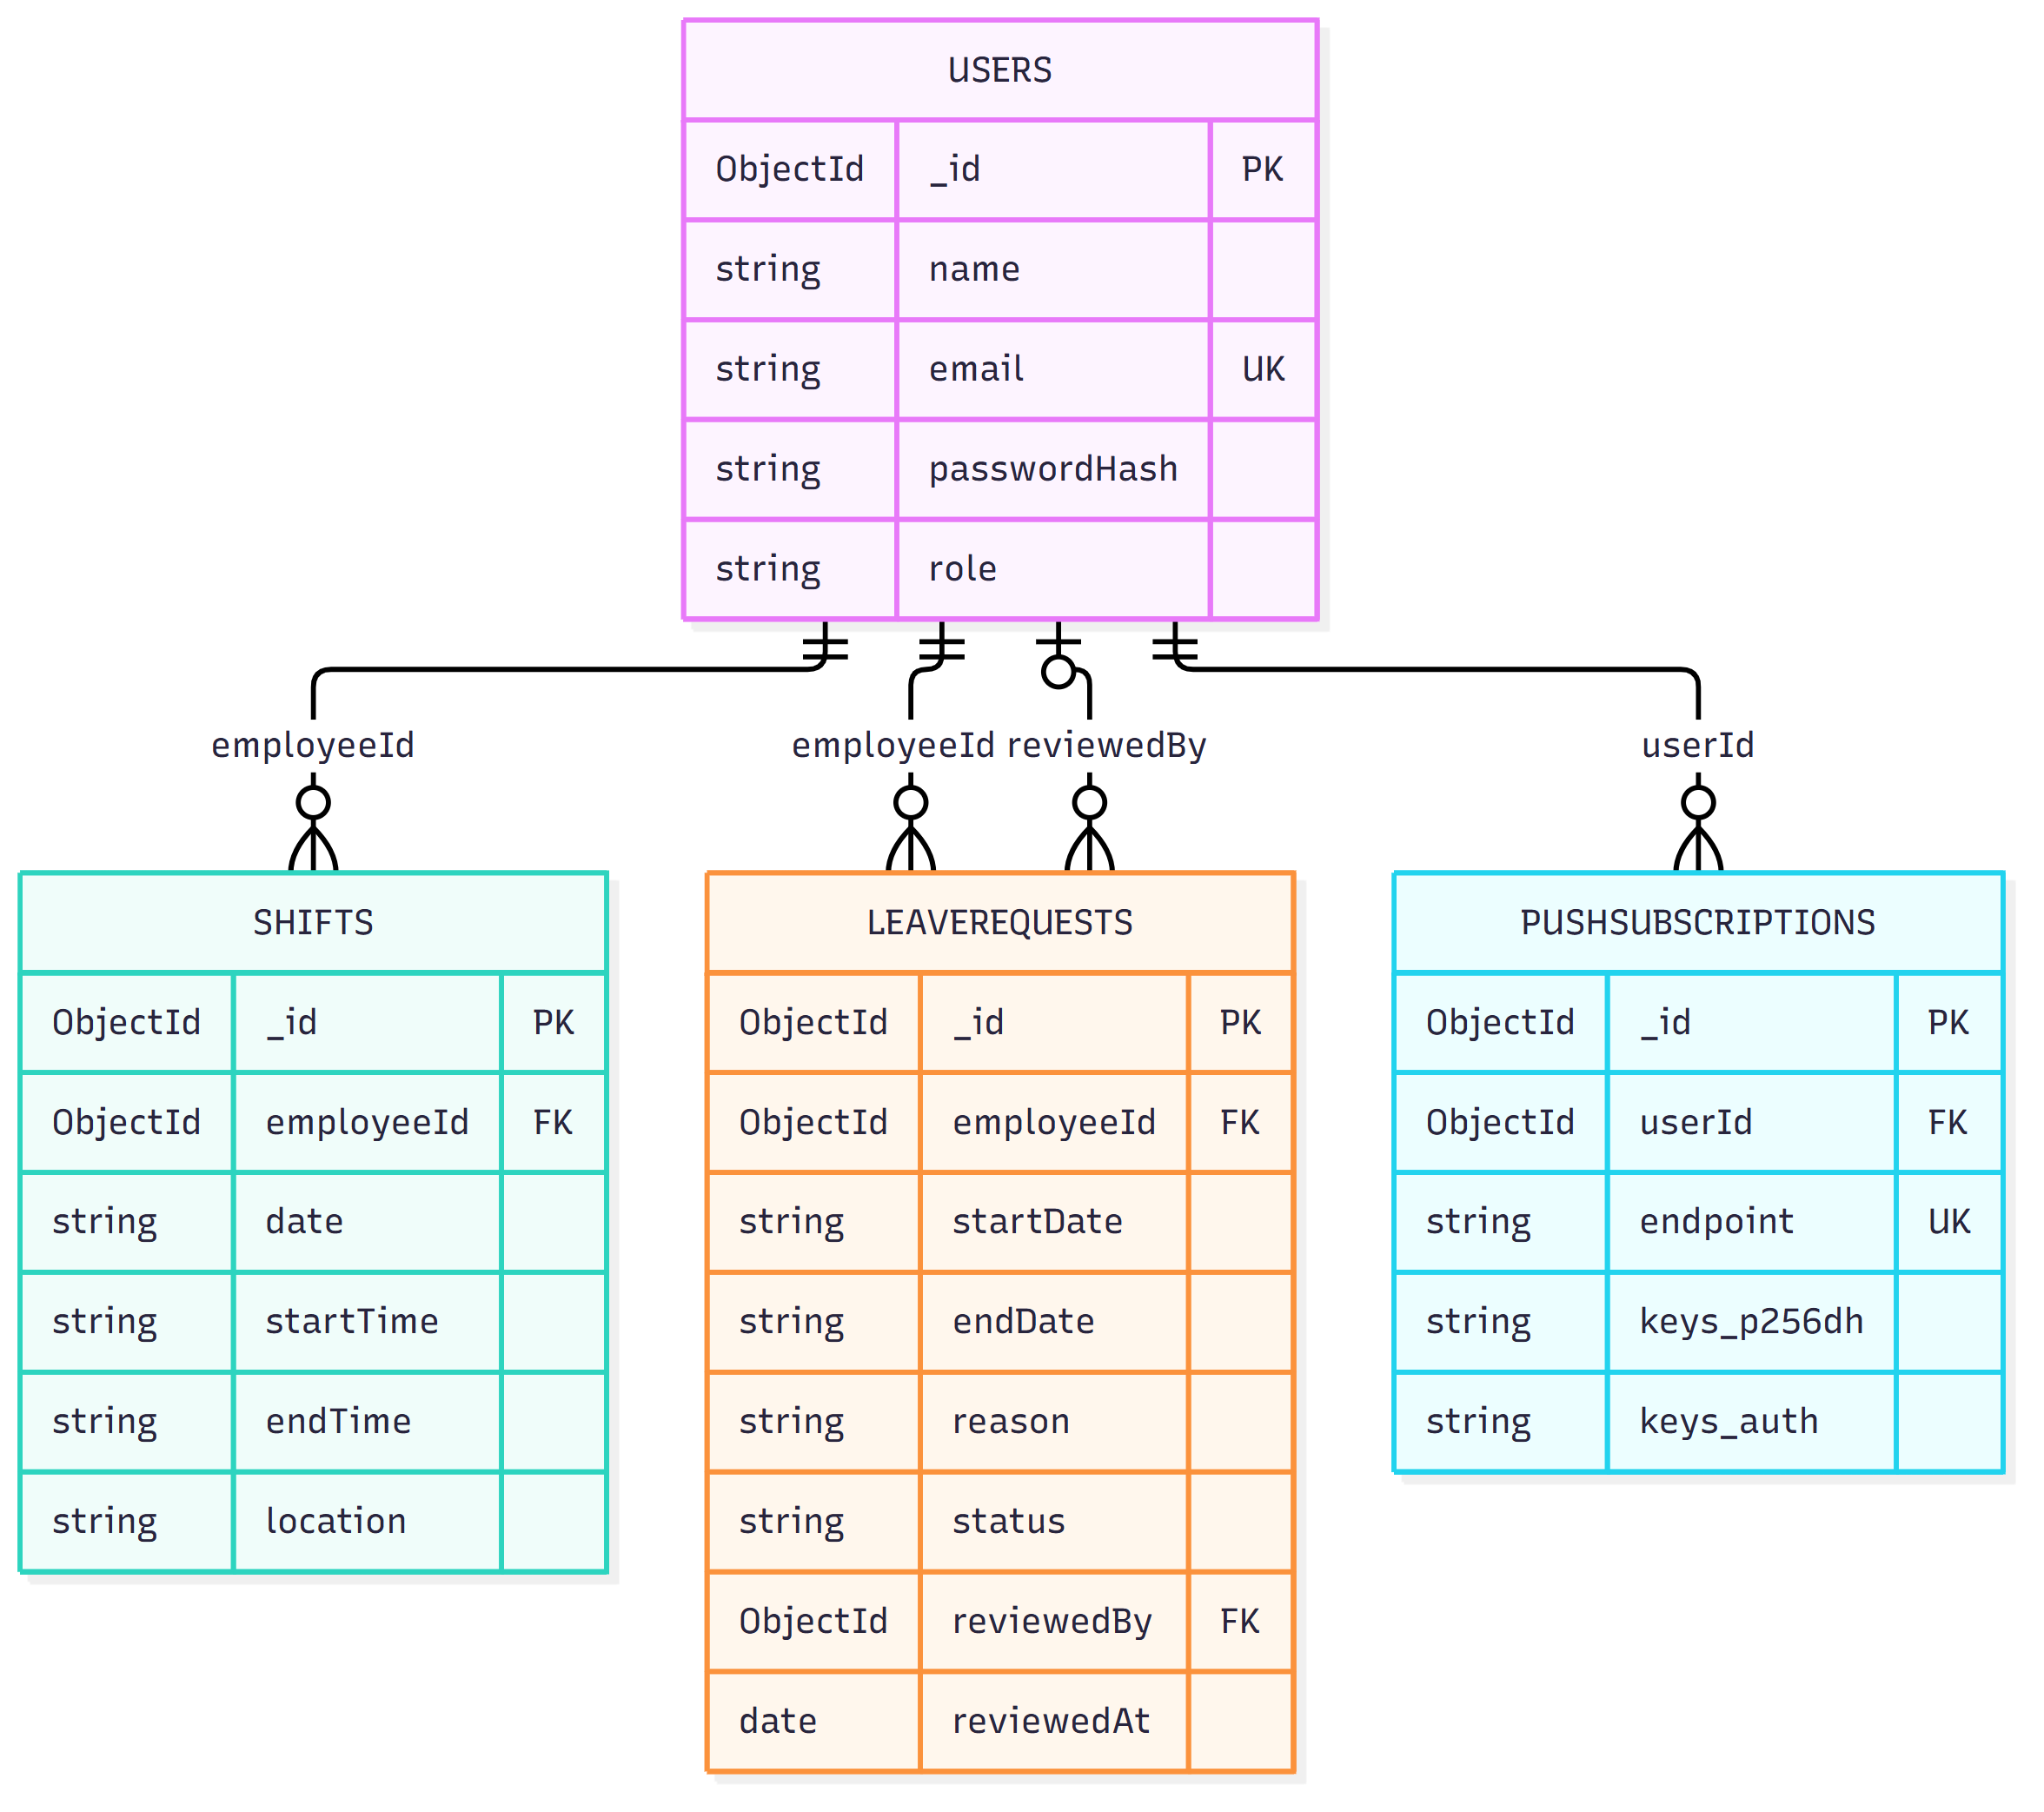 USERS
ObjectId _id PK
string name
string email UK
string passwordHash
string role
employeeId employeeId reviewedBy userId
SHIFTS
ObjectId _id PK
ObjectId employeeId FK
string date
string startTime
string endTime
string location
LEAVEREQUESTS
ObjectId _id PK
ObjectId employeeId FK
string startDate
string endDate
string reason
string status
ObjectId reviewedBy FK
date reviewedAt
PUSHSUBSCRIPTIONS
ObjectId _id PK
ObjectId userId FK
string endpoint UK
string keys_p256dh
string keys_auth